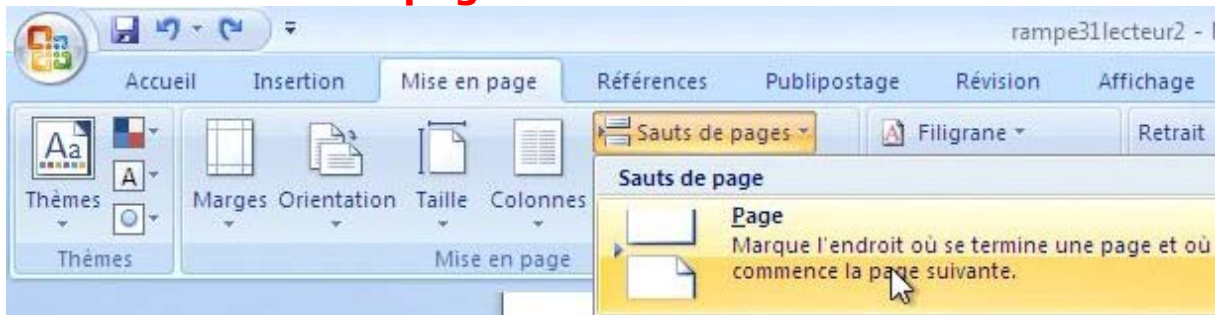 pag
rampe31lecteur2 -
Accueil Insertion Mise en page Références Publipostage Révision Affichage
Aa
Sauts de pages
A Filigrane
Retrait
A
Thèmes Marges Orientation Taille Colonnes
Sauts de page
Page
Marque l'endroit où se termine une page et où
commence la page suivante.
Thèmes Mise en page